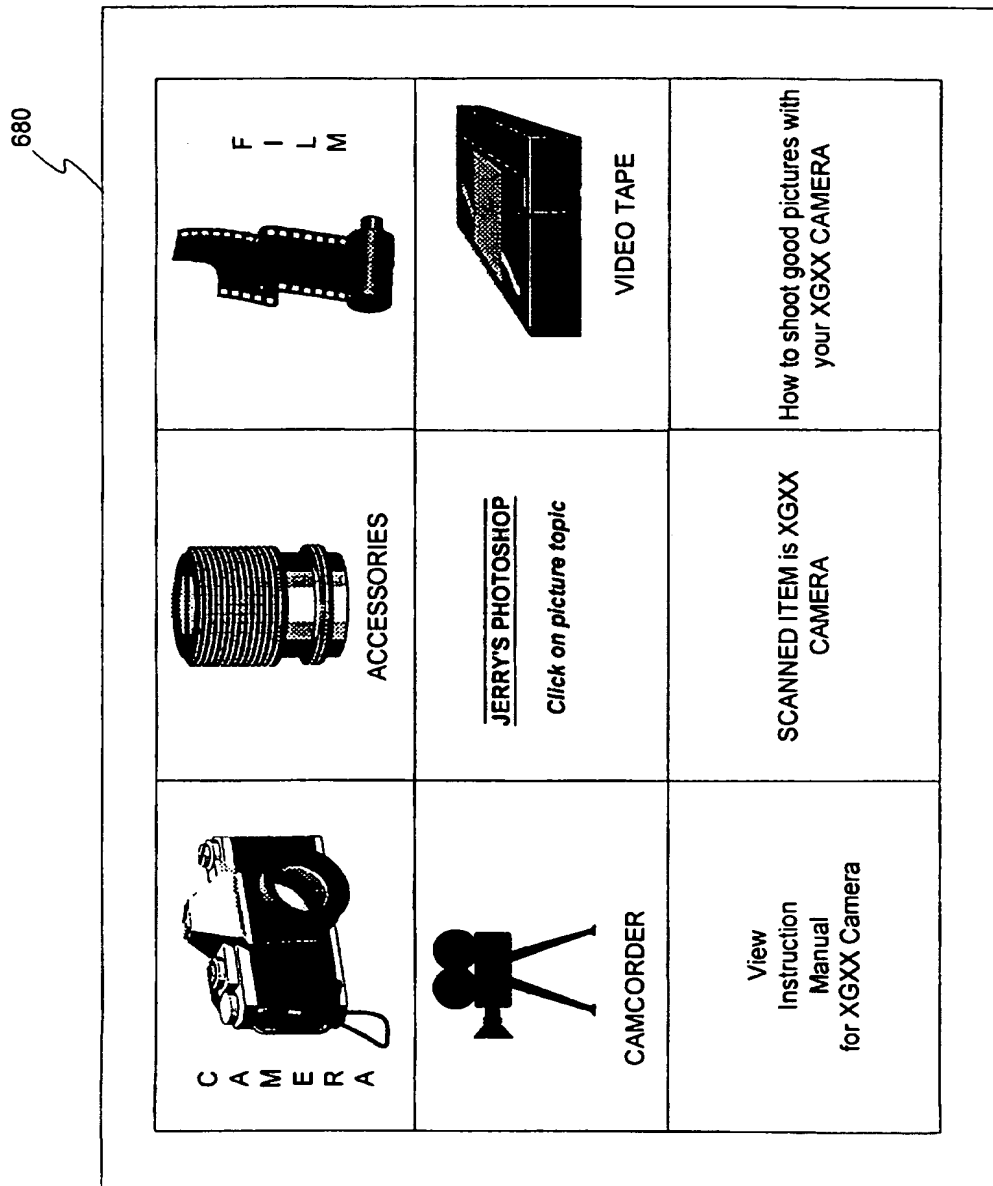 680
CAMERA
ACCESSORIES
FILM
CAMCORDER
JERRY'S PHOTOSHOP
Click on picture topic
VIDEO TAPE
View
Instruction
Manual
for XGXX Camera
SCANNED ITEM is XGXX
CAMERA
How to shoot good pictures with
your XGXX CAMERA